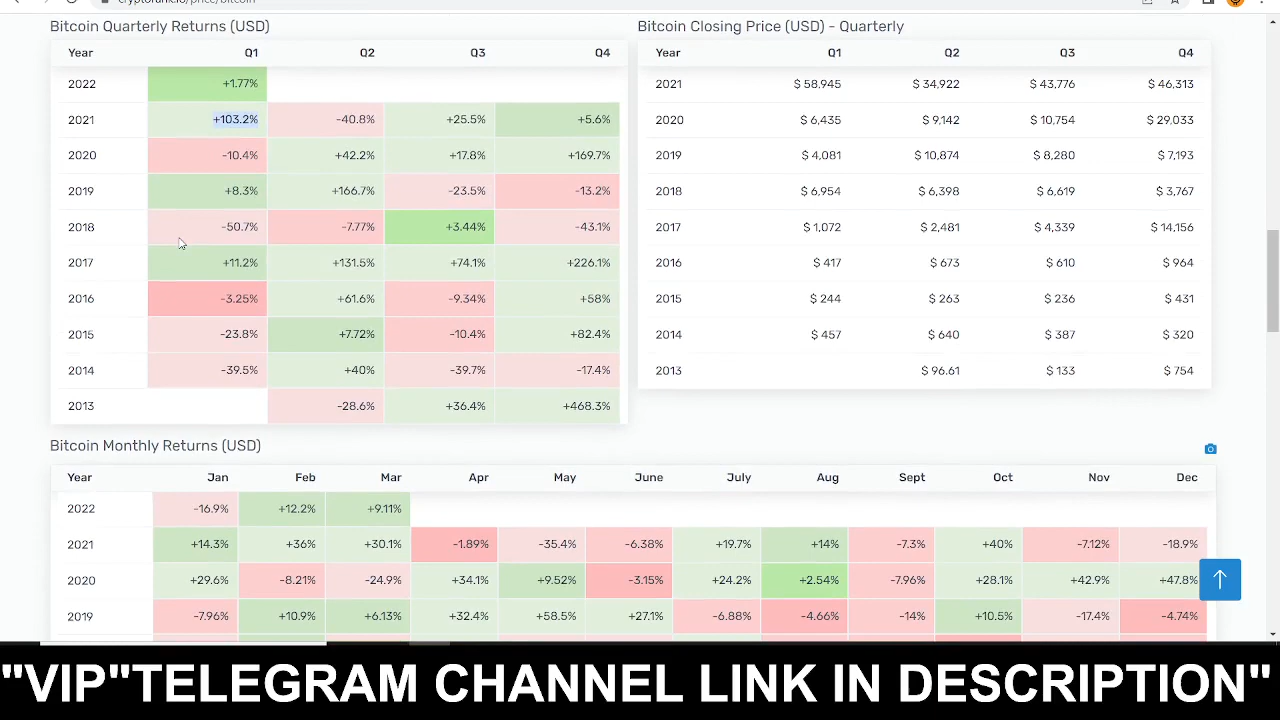 cryptorank.io/price/bitcoin
Bitcoin Quarterly Returns (USD)
Year Q1 Q2 Q3 Q4
2022 +1.77%
2021 +103.2% -40.8% +25.5% +5.6%
2020 -10.4% +42.2% +17.8% +169.7%
2019 +8.3% +166.7% -23.5% -13.2%
2018 -50.7% -7.77% +3.44% -43.1%
2017 +11.2% +131.5% +74.1% +226.1%
2016 -3.25% +61.6% -9.34% +58%
2015 -23.8% +7.72% -10.4% +82.4%
2014 -39.5% +40% -39.7% -17.4%
2013 -28.6% +36.4% +468.3%
Bitcoin Closing Price (USD) - Quarterly
Year Q1 Q2 Q3 Q4
2021 $ 58,945 $ 34,922 $ 43,776 $ 46,313
2020 $ 6,435 $ 9,142 $ 10,754 $ 29,033
2019 $ 4,081 $ 10,874 $ 8,280 $ 7,193
2018 $ 6,954 $ 6,398 $ 6,619 $ 3,767
2017 $ 1,072 $ 2,481 $ 4,339 $ 14,156
2016 $ 417 $ 673 $ 610 $ 964
2015 $ 244 $ 263 $ 236 $ 431
2014 $ 457 $ 640 $ 387 $ 320
2013 $ 96.61 $ 133 $ 754
Bitcoin Monthly Returns (USD)
Year Jan Feb Mar Apr May June July Aug Sept Oct Nov Dec
2022 -16.9% +12.2% +9.11%
2021 +14.3% +36% +30.1% -1.89% -35.4% -6.38% +19.7% +14% -7.3% +40% -7.12% -18.9%
2020 +29.6% -8.21% -24.9% +34.1% +9.52% -3.15% +24.2% +2.54% -7.96% +28.1% +42.9% +47.8%
2019 -7.96% +10.9% +6.13% +32.4% +58.5% +27.1% -6.88% -4.66% -14% +10.5% -17.4% -4.74%
"VIP"TELEGRAM CHANNEL LINK IN DESCRIPTION"